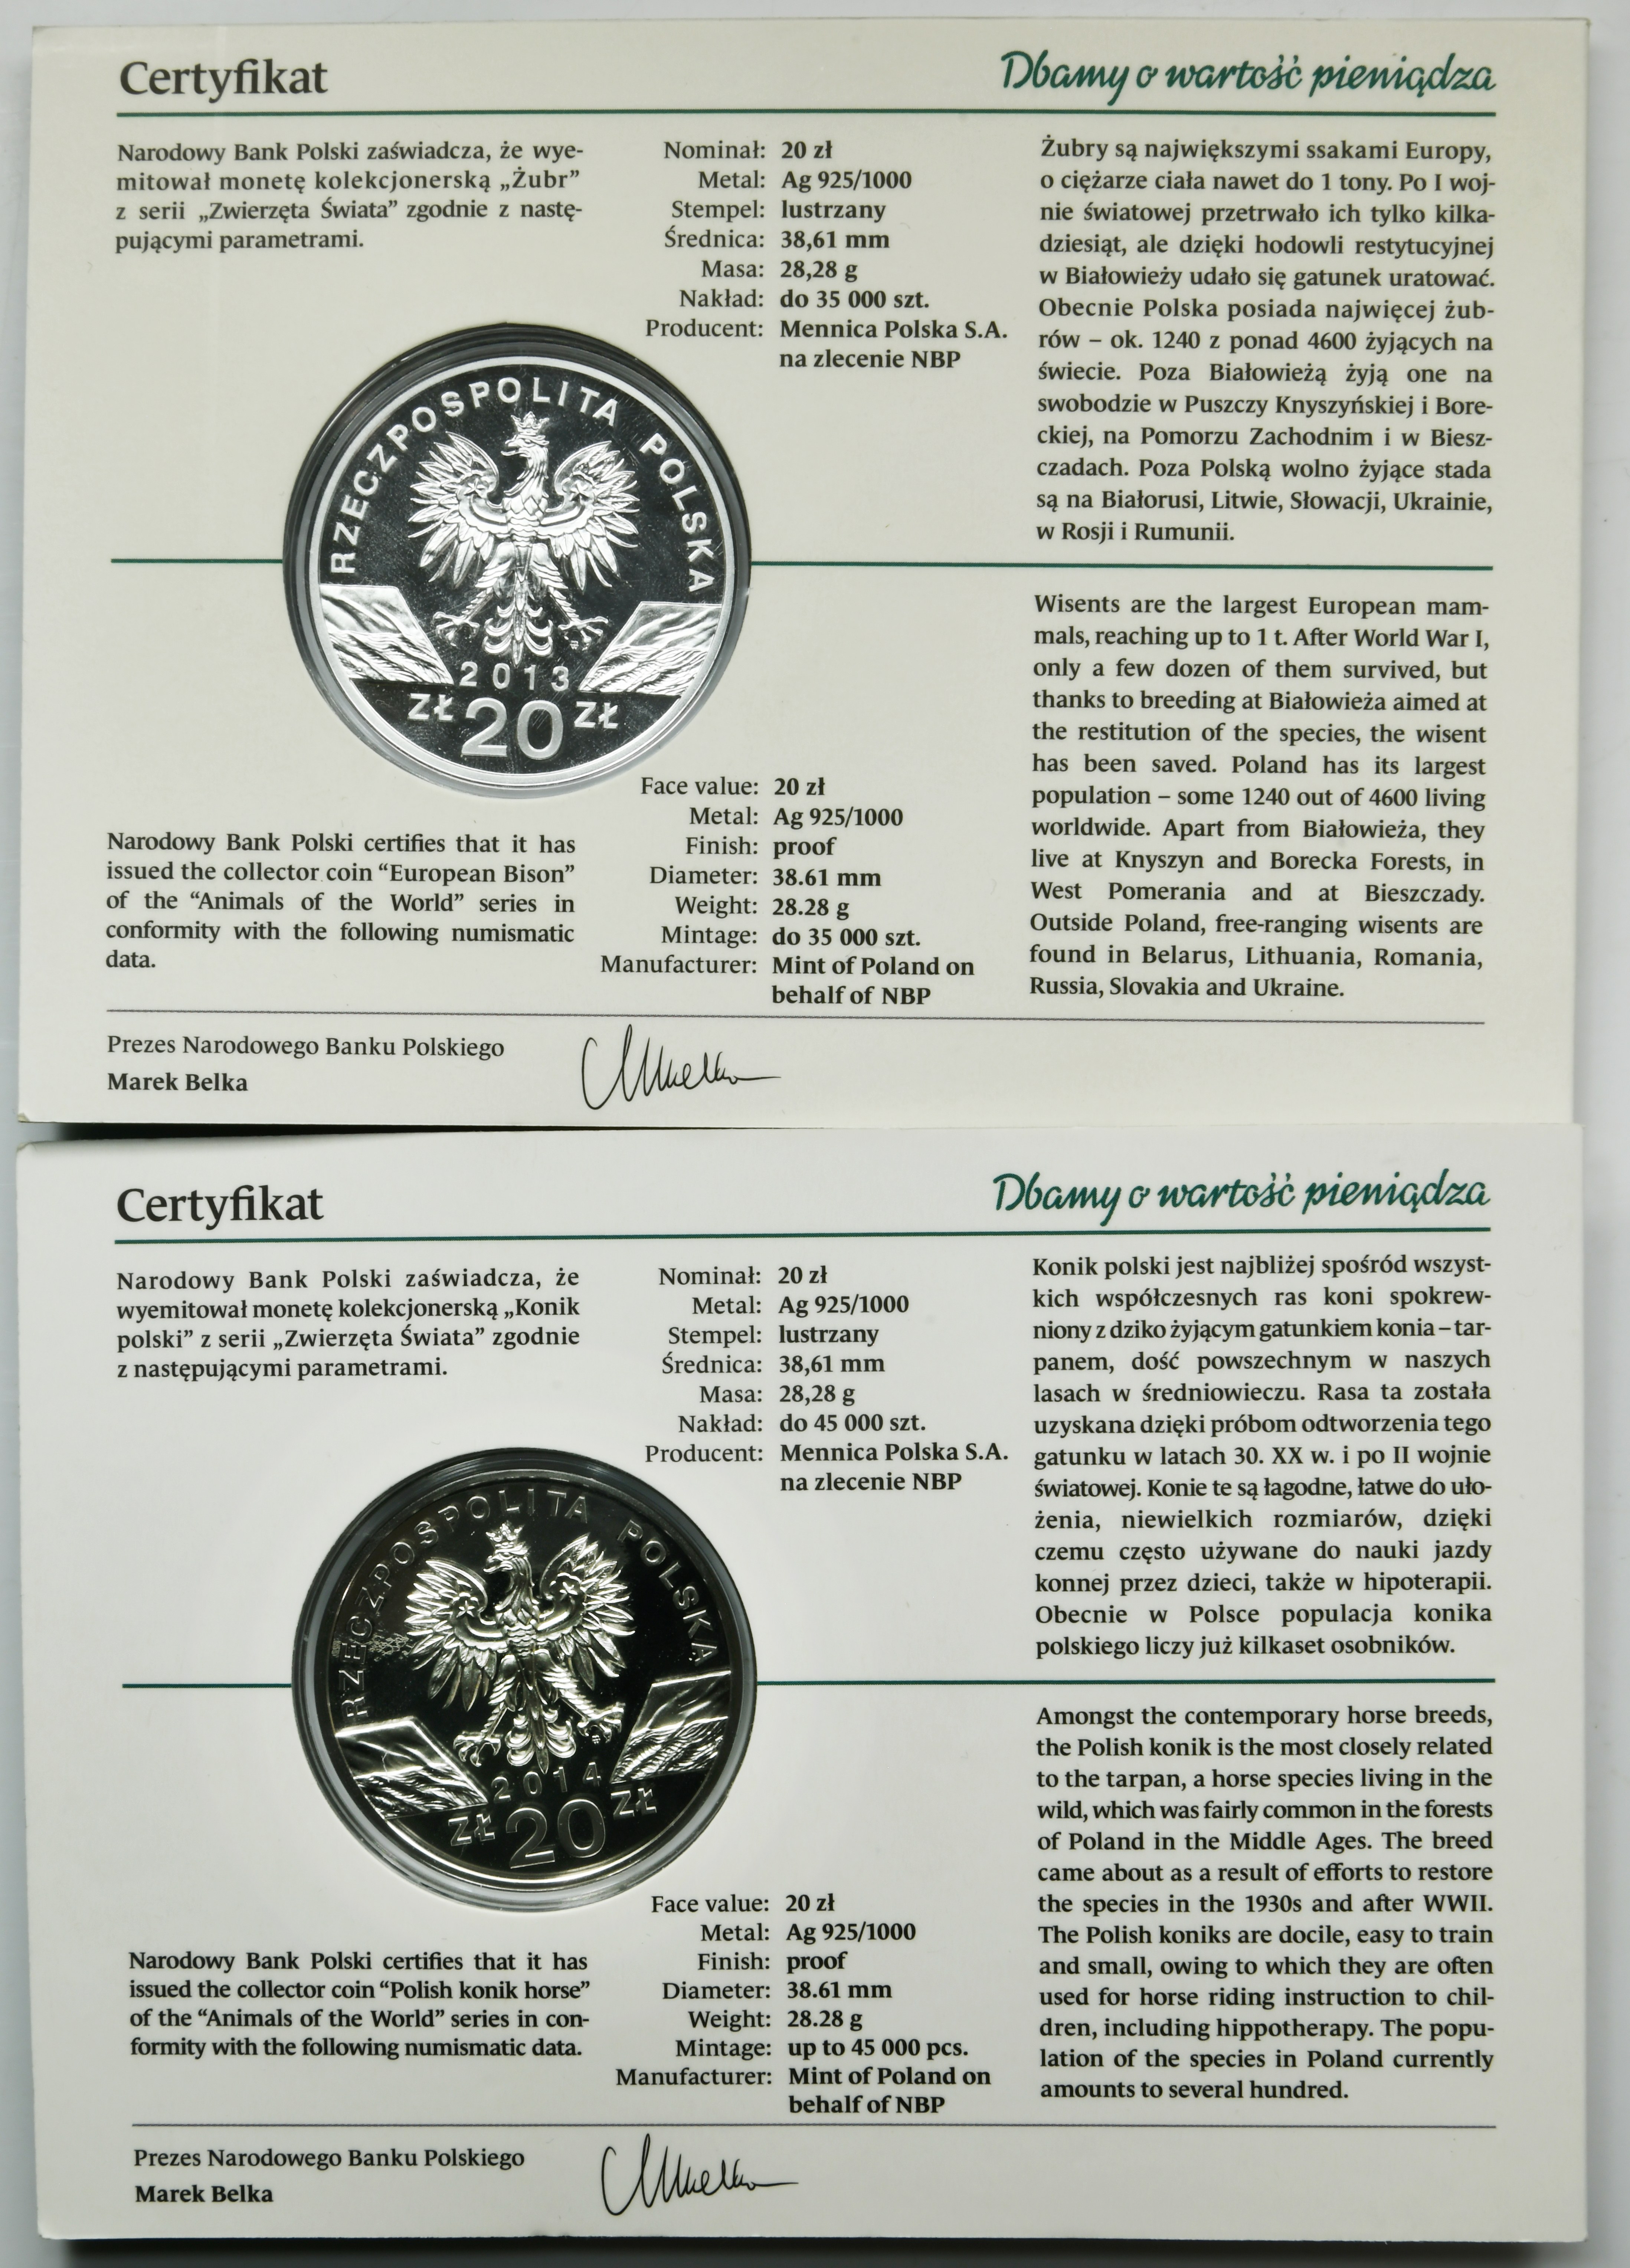 Certyfikat
Dbamy o wartość pieniądza
Narodowy Bank Polski zaświadcza, że wye-
mitował monetę kolekcjonerską „Żubr”
z serii „Zwierzęta Świata” zgodnie z nastę-
pującymi parametrami.
Nominał: 20 zł
Metal: Ag 925/1000
Stempel: lustrzany
Średnica: 38,61 mm
Masa: 28,28 g
Nakład: do 35 000 szt.
Producent: Mennica Polska S.A.
na zlecenie NBP
Żubry są największymi ssakami Europy,
o ciężarze ciała nawet do 1 tony. Po I woj-
nie światowej przetrwało ich tylko kilka-
dziesiąt, ale dzięki hodowli restytucyjnej
w Białowieży udało się gatunek uratować.
Obecnie Polska posiada najwięcej żub-
rów – ok. 1240 z ponad 4600 żyjących na
świecie. Poza Białowieżą żyją one na
swobodzie w Puszczy Knyszyńskiej i Bore-
ckiej, na Pomorzu Zachodnim i w Biesz-
czadach. Poza Polską wolno żyjące stada
są na Białorusi, Litwie, Słowacji, Ukrainie,
w Rosji i Rumunii.
RZECZPOSPOLITA POLSKA
2013
ZŁ 20 ZŁ
Narodowy Bank Polski certifies that it has
issued the collector coin “European Bison”
of the “Animals of the World” series in
conformity with the following numismatic
data.
Face value: 20 zł
Metal: Ag 925/1000
Finish: proof
Diameter: 38.61 mm
Weight: 28.28 g
Mintage: do 35 000 szt.
Manufacturer: Mint of Poland on
behalf of NBP
Wisents are the largest European mam-
mals, reaching up to 1 t. After World War I,
only a few dozen of them survived, but
thanks to breeding at Białowieża aimed at
the restitution of the species, the wisent
has been saved. Poland has its largest
population – some 1240 out of 4600 living
worldwide. Apart from Białowieża, they
live at Knyszyn and Borecka Forests, in
West Pomerania and at Bieszczady.
Outside Poland, free-ranging wisents are
found in Belarus, Lithuania, Romania,
Russia, Slovakia and Ukraine.
Prezes Narodowego Banku Polskiego
Marek Belka
Certyfikat
Dbamy o wartość pieniądza
Narodowy Bank Polski zaświadcza, że
wyemitował monetę kolekcjonerską „Konik
polski” z serii „Zwierzęta Świata” zgodnie
z następującymi parametrami.
Nominał: 20 zł
Metal: Ag 925/1000
Stempel: lustrzany
Średnica: 38,61 mm
Masa: 28,28 g
Nakład: do 45 000 szt.
Producent: Mennica Polska S.A.
na zlecenie NBP
Konik polski jest najbliżej spośród wszyst-
kich współczesnych ras koni spokrew-
niony z dziko żyjącym gatunkiem konia – tar-
panem, dość powszechnym w naszych
lasach w średniowieczu. Rasa ta została
uzyskana dzięki próbom odtworzenia tego
gatunku w latach 30. XX w. i po II wojnie
światowej. Konie te są łagodne, łatwe do uło-
żenia, niewielkich rozmiarów, dzięki
czemu często używane do nauki jazdy
konnej przez dzieci, także w hipoterapii.
Obecnie w Polsce populacja konika
polskiego liczy już kilkaset osobników.
RZECZPOSPOLITA POLSKA
2014
ZŁ 20 ZŁ
Narodowy Bank Polski certifies that it has
issued the collector coin “Polish konik horse”
of the “Animals of the World” series in con-
formity with the following numismatic data.
Face value: 20 zł
Metal: Ag 925/1000
Finish: proof
Diameter: 38.61 mm
Weight: 28.28 g
Mintage: up to 45 000 pcs.
Manufacturer: Mint of Poland on
behalf of NBP
Amongst the contemporary horse breeds,
the Polish konik is the most closely related
to the tarpan, a horse species living in the
wild, which was fairly common in the forests
of Poland in the Middle Ages. The breed
came about as a result of efforts to restore
the species in the 1930s and after WWII.
The Polish koniks are docile, easy to train
and small, owing to which they are often
used for horse riding instruction to chil-
dren, including hippotherapy. The popu-
lation of the species in Poland currently
amounts to several hundred.
Prezes Narodowego Banku Polskiego
Marek Belka